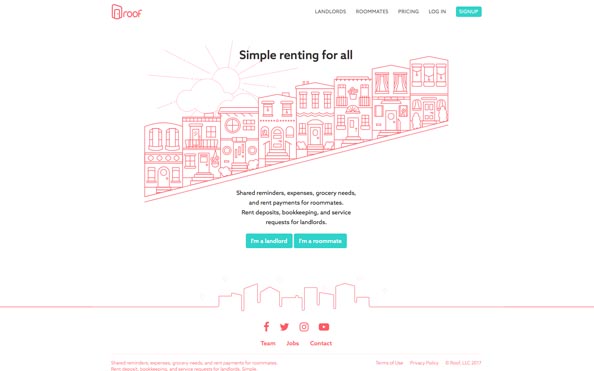 roof
LANDLORDS ROOMMATES PRICING LOG IN SIGNUP
Simple renting for all
Shared reminders, expenses, grocery needs,
and rent payments for roommates.
Rent deposits, bookkeeping, and service
requests for landlords.
I'm a landlord I'm a roommate
Team Jobs Contact
Shared reminders, expenses, grocery needs, and rent payments for roommates.
Rent deposit, bookkeeping, and service requests for landlords. Simple.
Terms of Use Privacy Policy © Roof, LLC 2017